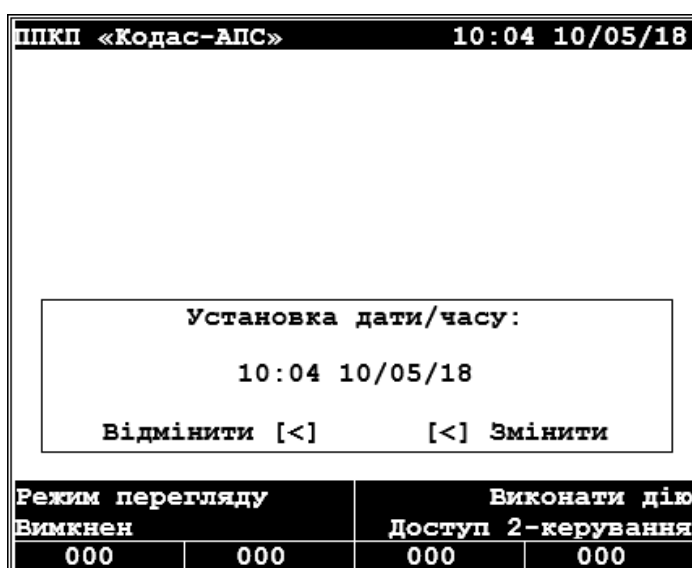 ППКП «Кодас-АПС» 10:04 10/05/18
Установка дати/часу:
10:04 10/05/18
Відмінити [<] [<] Змінити
Режим перегляду Виконати дію
Вимкнен Доступ 2-керування
000 000 000 000